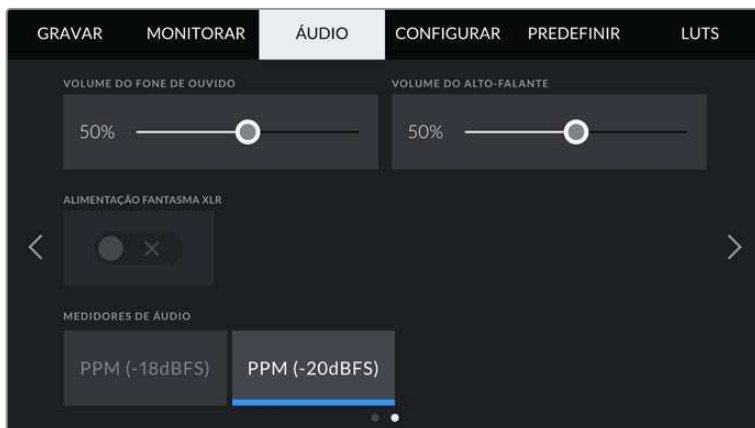 GRAVAR MONITORAR ÁUDIO CONFIGURAR PREDEFINIR LUTS
VOLUME DO FONE DE OUVIDO VOLUME DO ALTO-FALANTE
50% 50%
ALIMENTAÇÃO FANTASMA XLR
MEDIDORES DE ÁUDIO
PPM (-18dBFS) PPM (-20dBFS)